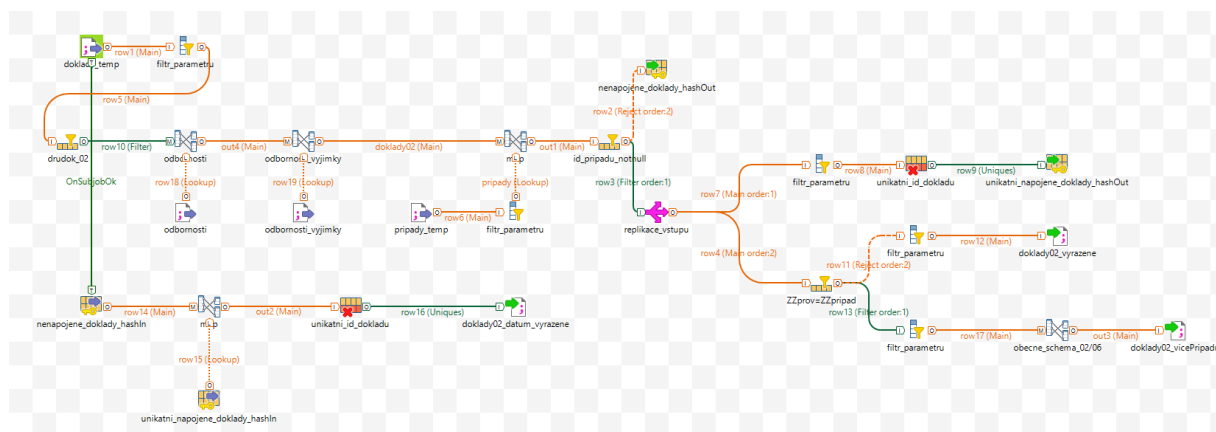 row1 (Main)
doklady_temp
filtr_parametru
nenapojene_doklady_hashOut
row5 (Main)
row2 (Reject order:2)
row10 (Filter)
out4 (Main)
doklady02 (Main)
out1 (Main)
drudok_02
odbornosti
odbornosti_vyjimky
map
id_pripadu_notnull
OnSubjobOk
row18 (Lookup)
row19 (Lookup)
pripady (Lookup)
row3 (Filter order:1)
row8 (Main)
row9 (Uniques)
filtr_parametru
unikatni_id_dokladu
unikatni_napojene_doklady_hashOut
row7 (Main order:1)
row6 (Main)
odbornosti
odbornosti_vyjimky
pripady_temp
filtr_parametru
replikace_vstupu
row12 (Main)
row4 (Main order:2)
filtr_parametru
doklady02_vyrazene
row11 (Reject order:2)
row14 (Main)
out2 (Main)
row16 (Uniques)
ZZprov=ZZpripad
row13 (Filter order:1)
nenapojene_doklady_hashIn
map
unikatni_id_dokladu
doklady02_datum_vyrazene
row17 (Main)
out3 (Main)
filtr_parametru
obecne_schema_02/06
doklady02_vicePripadu
row15 (Lookup)
unikatni_napojene_doklady_hashIn